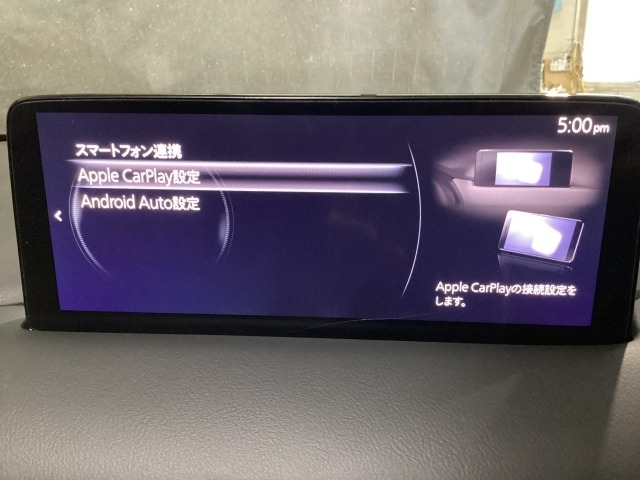 5:00pm
スマートフォン連携
Apple CarPlay設定
Android Auto設定
Apple CarPlayの接続設定を
します。